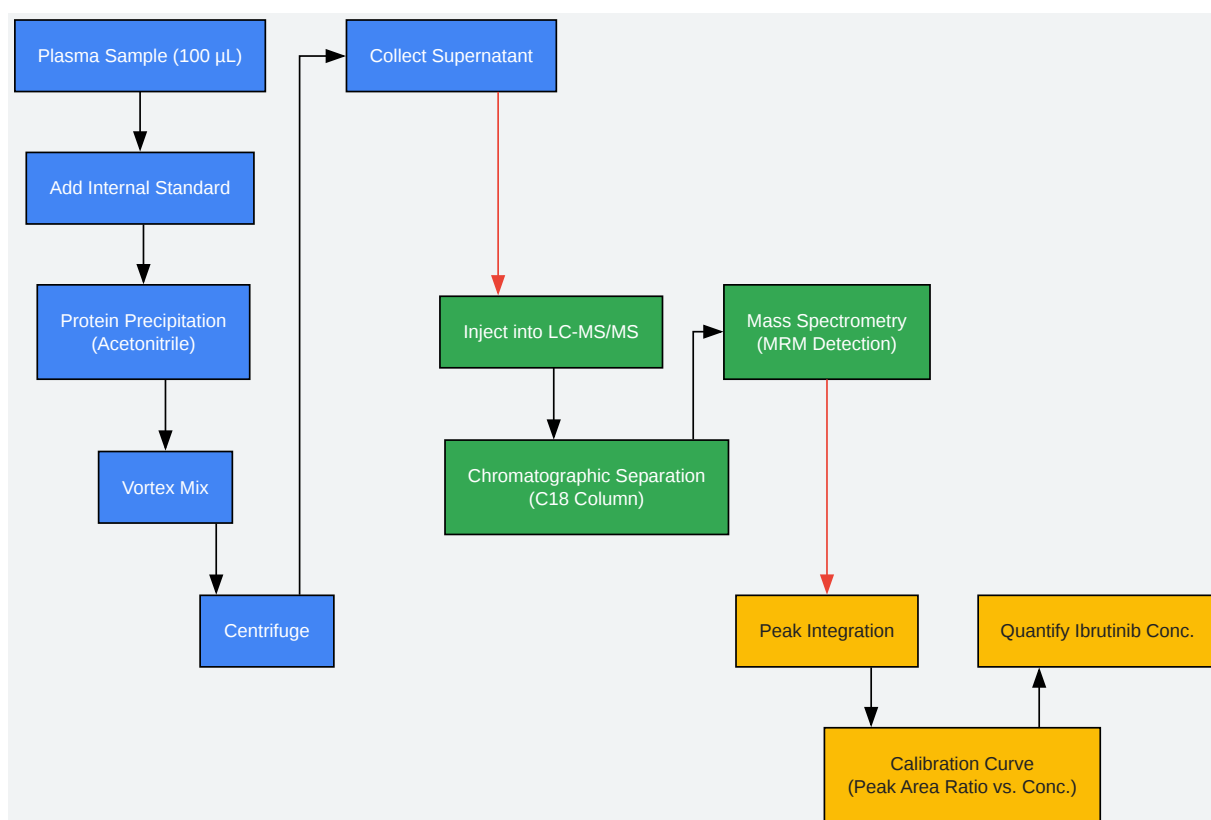 Plasma Sample (100 µL)
Add Internal Standard
Protein Precipitation
(Acetonitrile)
Vortex Mix
Centrifuge
Collect Supernatant
Inject into LC-MS/MS
Chromatographic Separation
(C18 Column)
Mass Spectrometry
(MRM Detection)
Peak Integration
Calibration Curve
(Peak Area Ratio vs. Conc.)
Quantify Ibrutinib Conc.